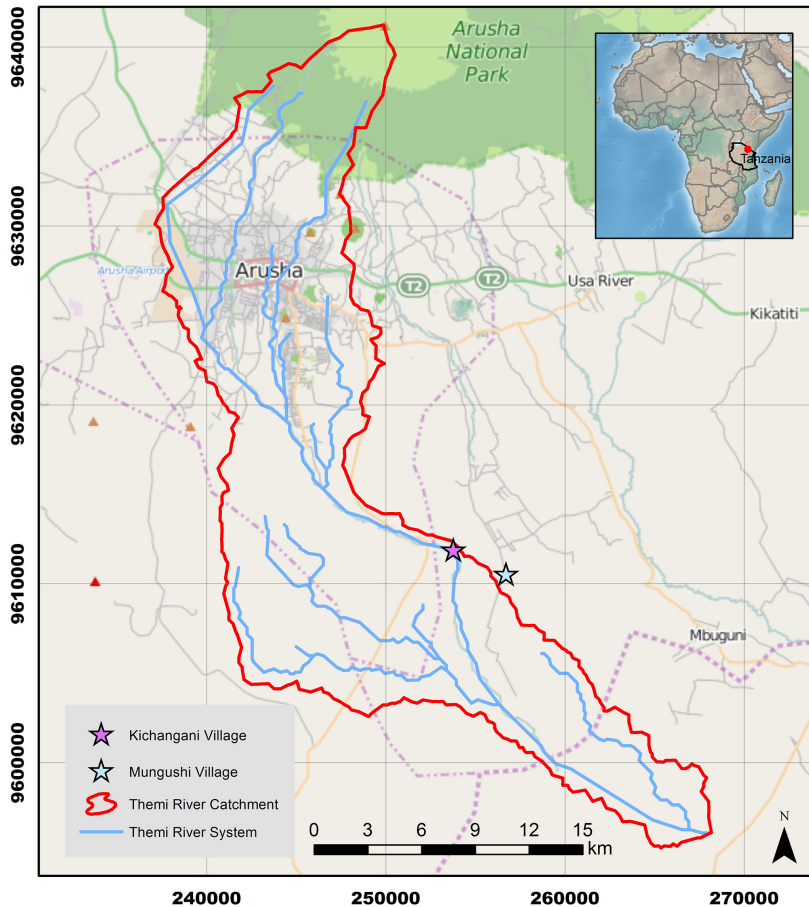 9640000
9630000
9620000
9610000
9600000
Arusha
National
Park
Tanzania
Arusha Airport
Arusha
T2
T2
Usa River
Kikatiti
Mbuguni
Kichangani Village
Mungushi Village
Themi River Catchment
Themi River System
0 3 6 9 12 15
km
N
240000 250000 260000 270000